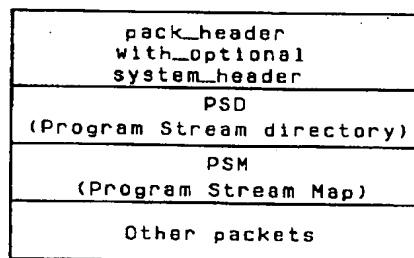 pack_header
with_optional
system_header
PSD
(Program Stream directory)
PSM
(Program Stream Map)
Other packets